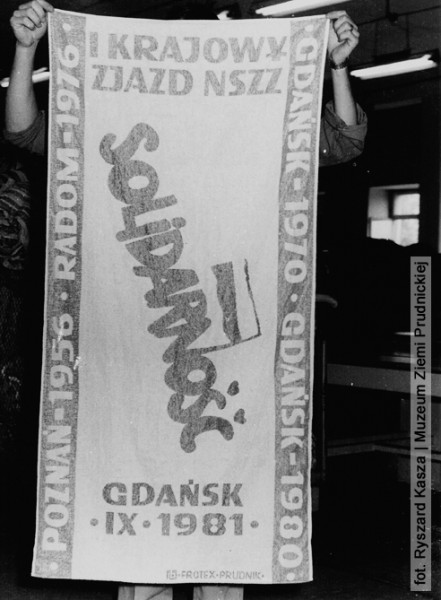 I KRAJOWY
ZJAZD NSZZ
POZNAŃ-1956 · RADOM-1976
GDAŃSK-1970 · GDAŃSK-1980 ·
SOLIDARNOŚĆ
GDAŃSK
· IX · 1981 ·
FROTEX-PRUDNIK
fot. Ryszard Kasza | Muzeum Ziemi Prudnickiej